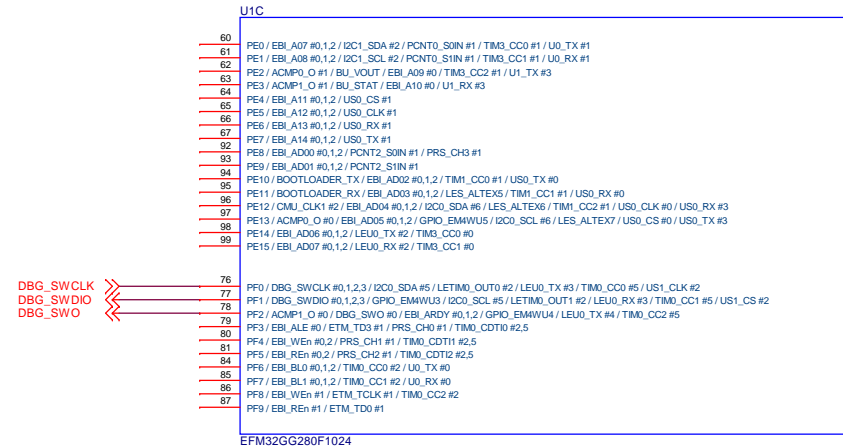 U1C
60 PE0 / EBI_A07 #0,1,2 / I2C1_SDA #2 / PCNT0_S0IN #1 / TIM3_CC0 #1 / U0_TX #1
61 PE1 / EBI_A08 #0,1,2 / I2C1_SCL #2 / PCNT0_S1IN #1 / TIM3_CC1 #1 / U0_RX #1
62 PE2 / ACMP0_O #1 / BU_VOUT / EBI_A09 #0 / TIM3_CC2 #1 / U1_TX #3
63 PE3 / ACMP1_O #1 / BU_STAT / EBI_A10 #0 / U1_RX #3
64 PE4 / EBI_A11 #0,1,2 / US0_CS #1
65 PE5 / EBI_A12 #0,1,2 / US0_CLK #1
66 PE6 / EBI_A13 #0,1,2 / US0_RX #1
67 PE7 / EBI_A14 #0,1,2 / US0_TX #1
92 PE8 / EBI_AD00 #0,1,2 / PCNT2_S0IN #1 / PRS_CH3 #1
93 PE9 / EBI_AD01 #0,1,2 / PCNT2_S1IN #1
94 PE10 / BOOTLOADER_TX / EBI_AD02 #0,1,2 / TIM1_CC0 #1 / US0_TX #0
95 PE11 / BOOTLOADER_RX / EBI_AD03 #0,1,2 / LES_ALTEX5 / TIM1_CC1 #1 / US0_RX #0
96 PE12 / CMU_CLK1 #2 / EBI_AD04 #0,1,2 / I2C0_SDA #6 / LES_ALTEX6 / TIM1_CC2 #1 / US0_CLK #0 / US0_RX #3
97 PE13 / ACMP0_O #0 / EBI_AD05 #0,1,2 / GPIO_EM4WU5 / I2C0_SCL #6 / LES_ALTEX7 / US0_CS #0 / US0_TX #3
98 PE14 / EBI_AD06 #0,1,2 / LEU0_TX #2 / TIM3_CC0 #0
99 PE15 / EBI_AD07 #0,1,2 / LEU0_RX #2 / TIM3_CC1 #0
DBG_SWCLK 76 PF0 / DBG_SWCLK #0,1,2,3 / I2C0_SDA #5 / LETIM0_OUT0 #2 / LEU0_TX #3 / TIM0_CC0 #5 / US1_CLK #2
DBG_SWDIO 77 PF1 / DBG_SWDIO #0,1,2,3 / GPIO_EM4WU3 / I2C0_SCL #5 / LETIM0_OUT1 #2 / LEU0_RX #3 / TIM0_CC1 #5 / US1_CS #2
DBG_SWO 78 PF2 / ACMP1_O #0 / DBG_SWO #0 / EBI_ARDY #0,1,2 / GPIO_EM4WU4 / LEU0_TX #4 / TIM0_CC2 #5
79 PF3 / EBI_ALE #0 / ETM_TD3 #1 / PRS_CH0 #1 / TIM0_CDTI0 #2,5
80 PF4 / EBI_WEn #0,2 / PRS_CH1 #1 / TIM0_CDTI1 #2,5
81 PF5 / EBI_REn #0,2 / PRS_CH2 #1 / TIM0_CDTI2 #2,5
84 PF6 / EBI_BL0 #0,1,2 / TIM0_CC0 #2 / U0_TX #0
85 PF7 / EBI_BL1 #0,1,2 / TIM0_CC1 #2 / U0_RX #0
86 PF8 / EBI_WEn #1 / ETM_TCLK #1 / TIM0_CC2 #2
87 PF9 / EBI_REn #1 / ETM_TD0 #1
EFM32GG280F1024